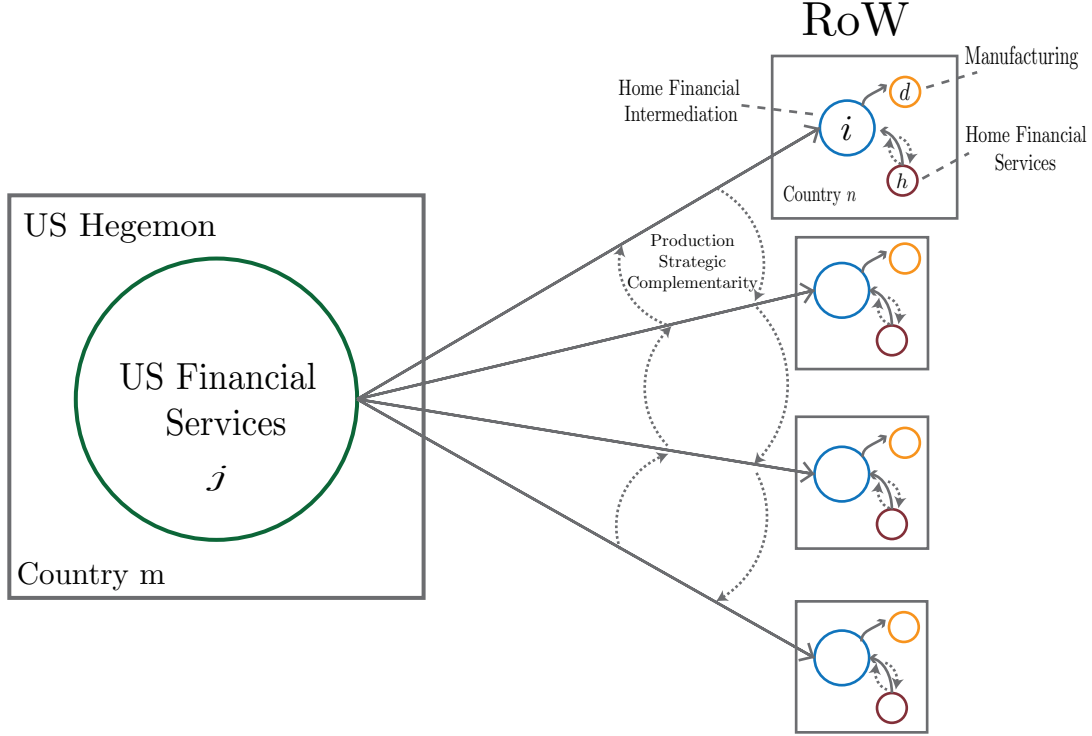 RoW
Manufacturing
Home Financial
Intermediation
d
i
Home Financial
Services
h
Country n
US Hegemon
Production
Strategic
Complementarity
US Financial
Services
j
Country m